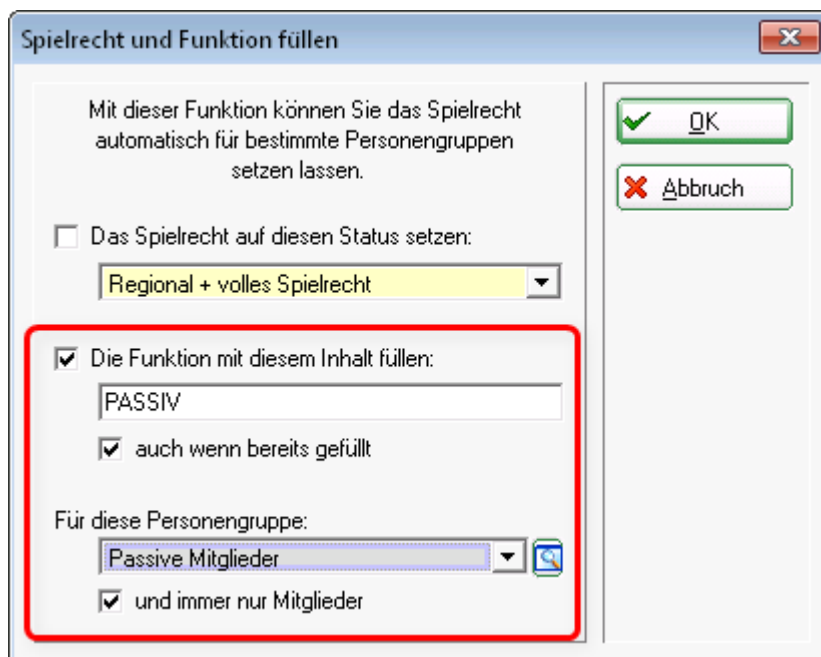 Spielrecht und Funktion füllen
Mit dieser Funktion können Sie das Spielrecht
automatisch für bestimmte Personengruppen
setzen lassen.
OK
Abbruch
Das Spielrecht auf diesen Status setzen:
Regional + volles Spielrecht
Die Funktion mit diesem Inhalt füllen:
PASSIV
auch wenn bereits gefüllt
Für diese Personengruppe:
Passive Mitglieder
und immer nur Mitglieder